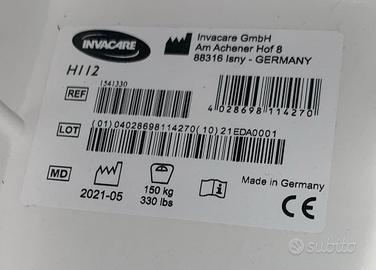 INVACARE
Invacare GmbH
Am Achener Hof 8
88316 Isny - GERMANY
H112
REF
1541330
4 028698 114270
LOT
(01)04028698114270(10)21EDA0001
MD
2021-05
150 kg
330 lbs
i
Made in Germany
CE
subito